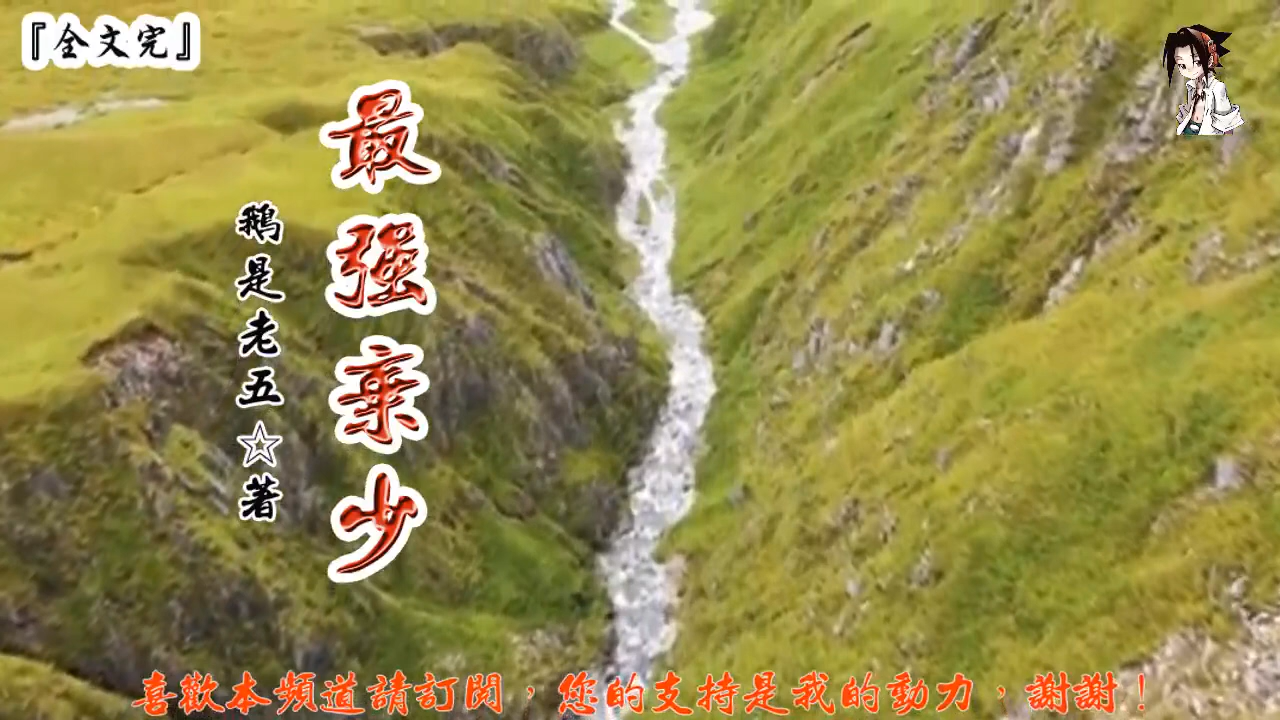 『全文完』
最強棄少
鵝是老五☆著
喜歡本頻道請訂閱，您的支持是我的動力，謝謝！